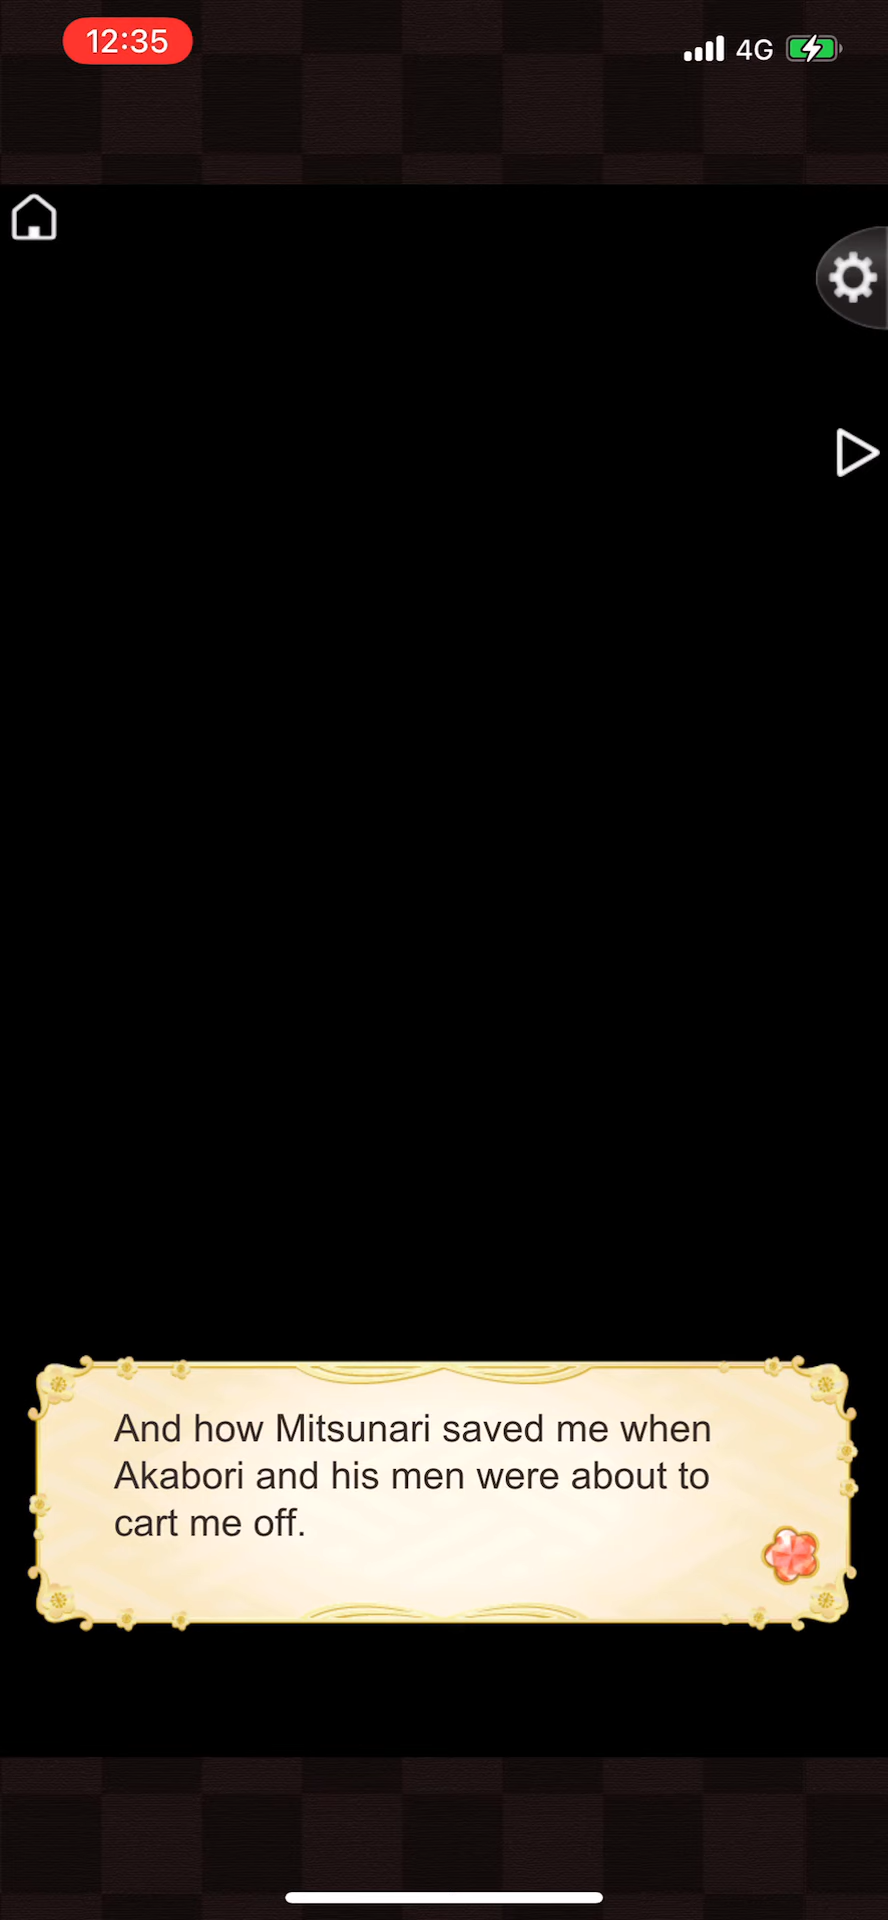 12:35
4G
And how Mitsunari saved me when
Akabori and his men were about to
cart me off.